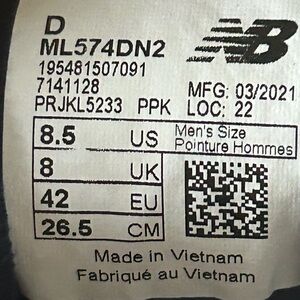 D
ML574DN2
195481507091
7141128 MFG: 03/2021
PRJKL5233 PPK LOC: 22
8.5 US Men's Size
8 UK Pointure Hommes
42 EU
26.5 CM
Made in Vietnam
Fabriqué au Vietnam
NB